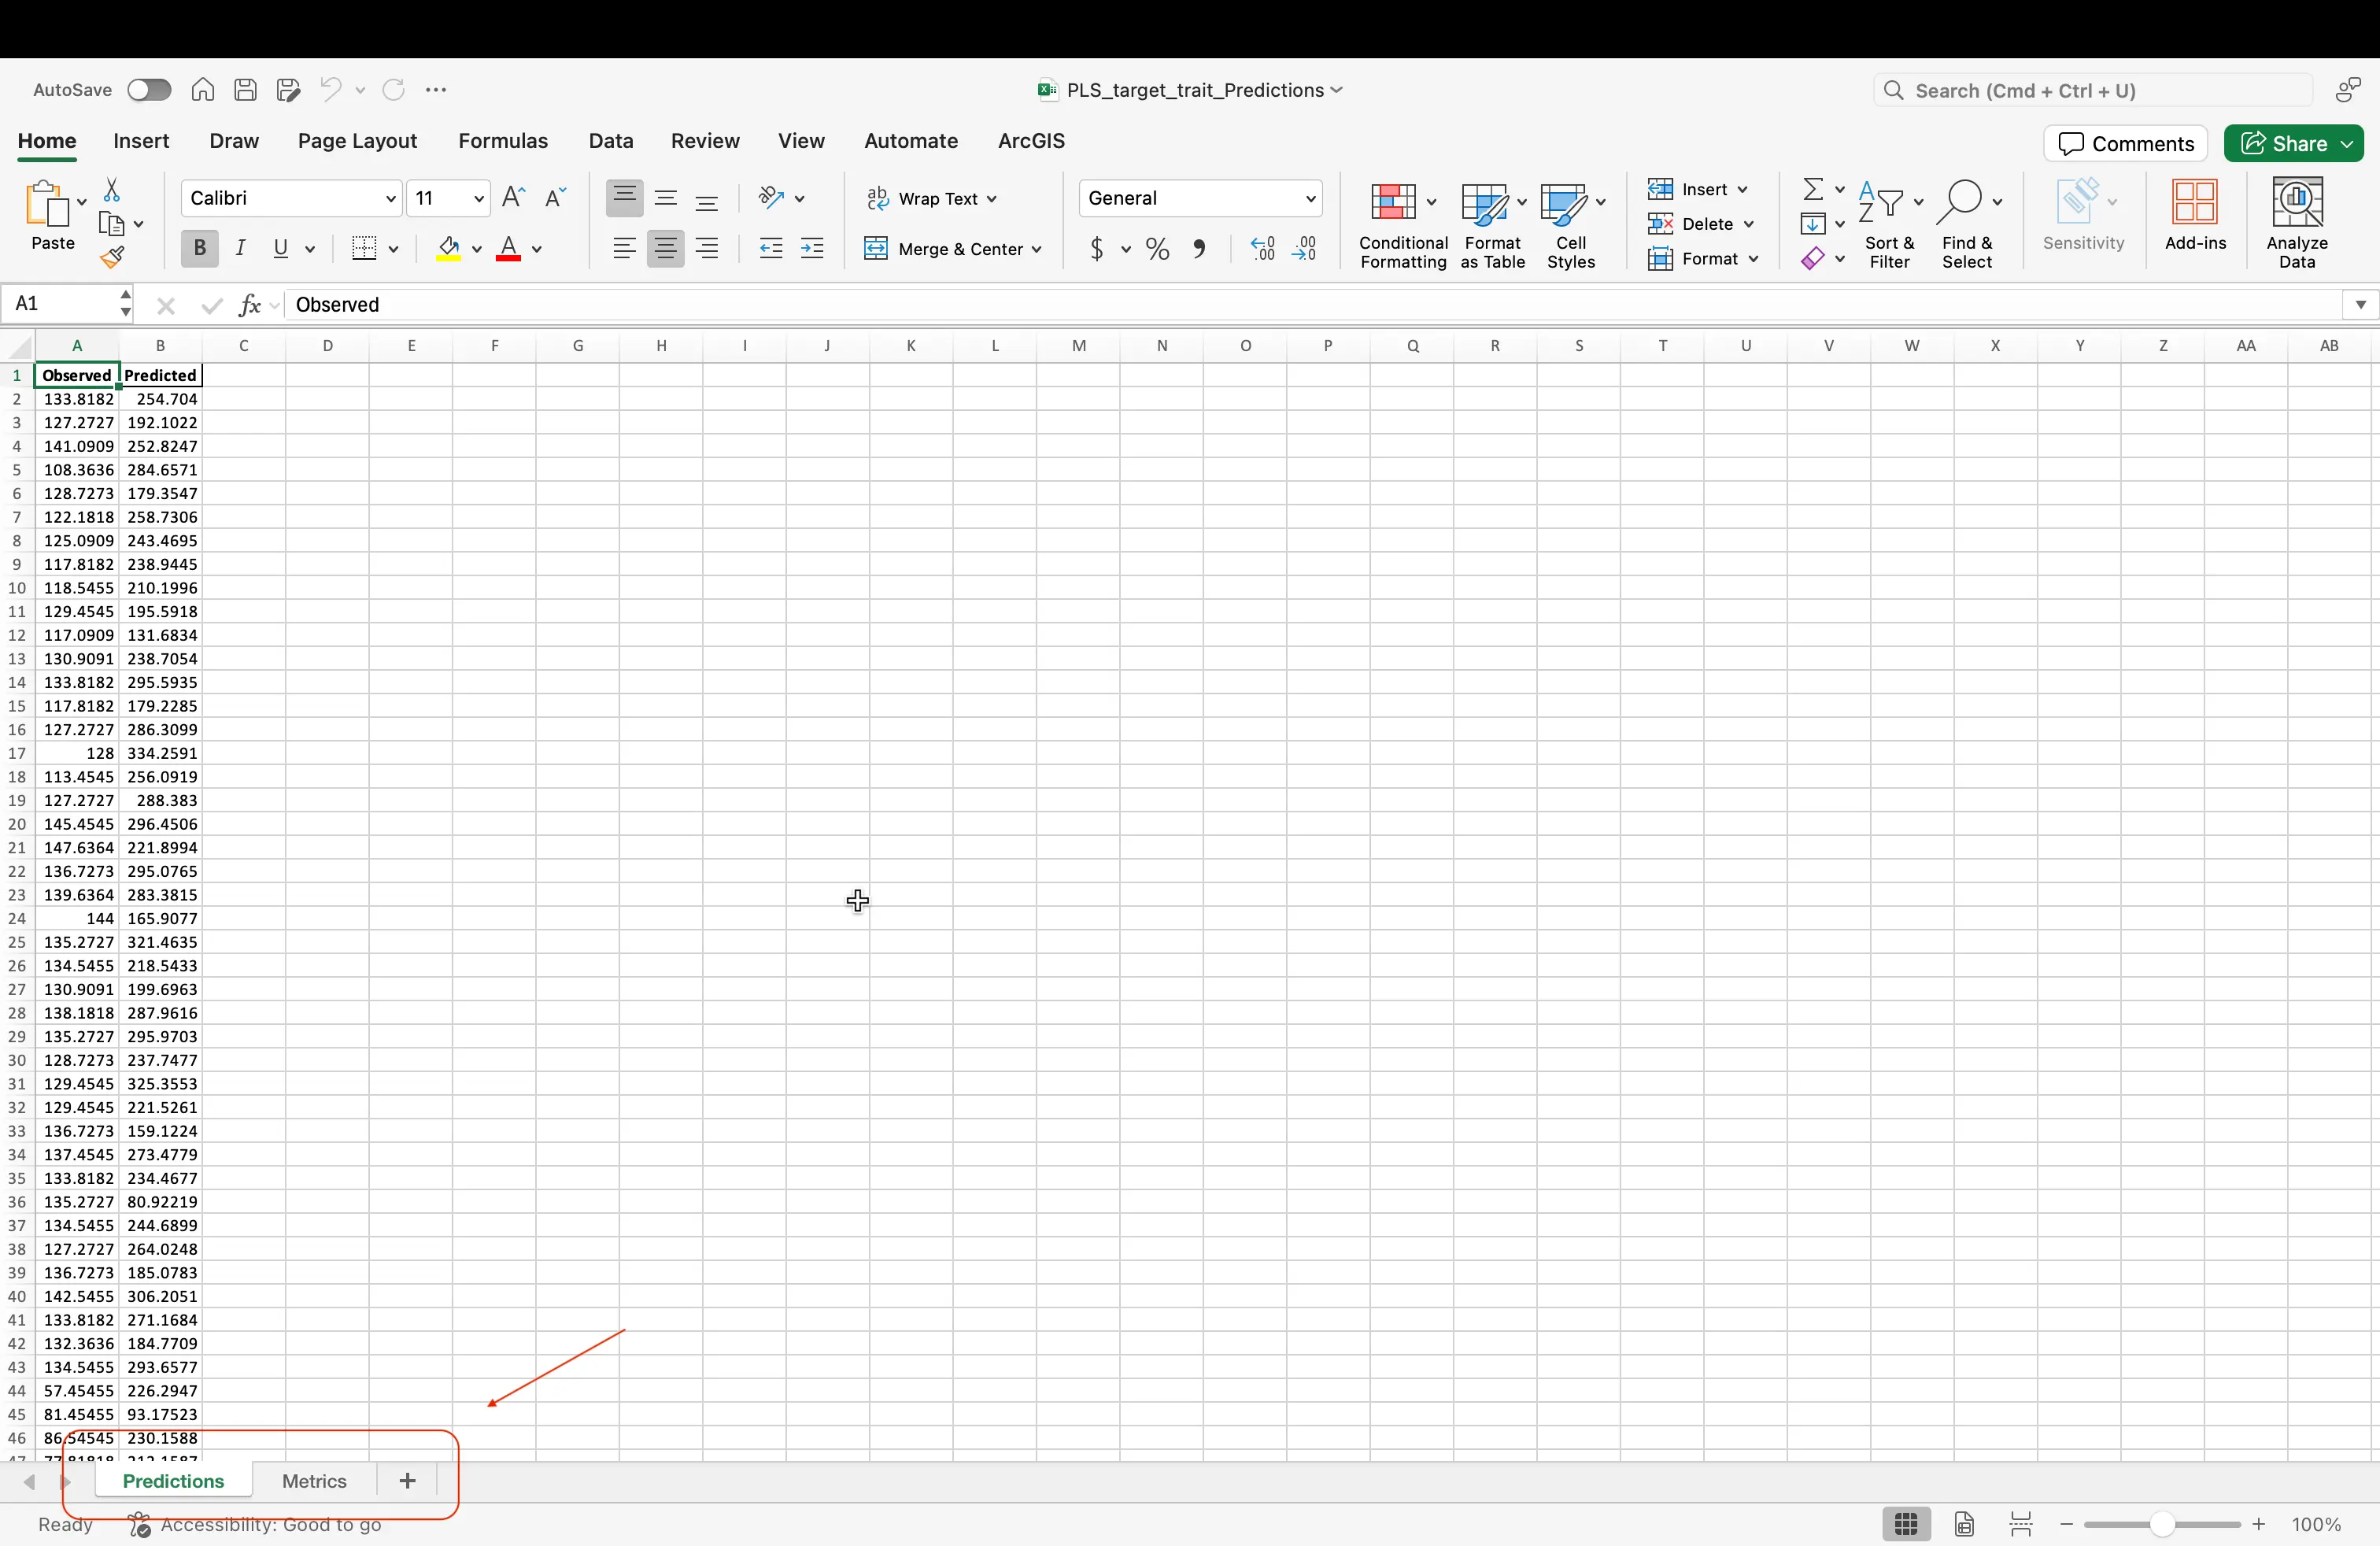 AutoSave
PLS_target_trait_Predictions
Search (Cmd + Ctrl + U)
Home Insert Draw Page Layout Formulas Data Review View Automate ArcGIS
Comments Share
Paste
Calibri 11
B I U A
ab Wrap Text
Merge & Center
General
$ % 9
Conditional Formatting
Format as Table
Cell Styles
Insert
Delete
Format
Sort & Filter
Find & Select
Sensitivity
Add-ins
Analyze Data
A1 fx Observed
A B C D E F G H I J K L M N O P Q R S T U V W X Y Z AA AB
1 Observed Predicted
2 133.8182 254.704
3 127.2727 192.1022
4 141.0909 252.8247
5 108.3636 284.6571
6 128.7273 179.3547
7 122.1818 258.7306
8 125.0909 243.4695
9 117.8182 238.9445
10 118.5455 210.1996
11 129.4545 195.5918
12 117.0909 131.6834
13 130.9091 238.7054
14 133.8182 295.5935
15 117.8182 179.2285
16 127.2727 286.3099
17 128 334.2591
18 113.4545 256.0919
19 127.2727 288.383
20 145.4545 296.4506
21 147.6364 221.8994
22 136.7273 295.0765
23 139.6364 283.3815
24 144 165.9077
25 135.2727 321.4635
26 134.5455 218.5433
27 130.9091 199.6963
28 138.1818 287.9616
29 135.2727 295.9703
30 128.7273 237.7477
31 129.4545 325.3553
32 129.4545 221.5261
33 136.7273 159.1224
34 137.4545 273.4779
35 133.8182 234.4677
36 135.2727 80.92219
37 134.5455 244.6899
38 127.2727 264.0248
39 136.7273 185.0783
40 142.5455 306.2051
41 133.8182 271.1684
42 132.3636 184.7709
43 134.5455 293.6577
44 57.45455 226.2947
45 81.45455 93.17523
46 86.54545 230.1588
Predictions Metrics +
Ready Accessibility: Good to go
100%